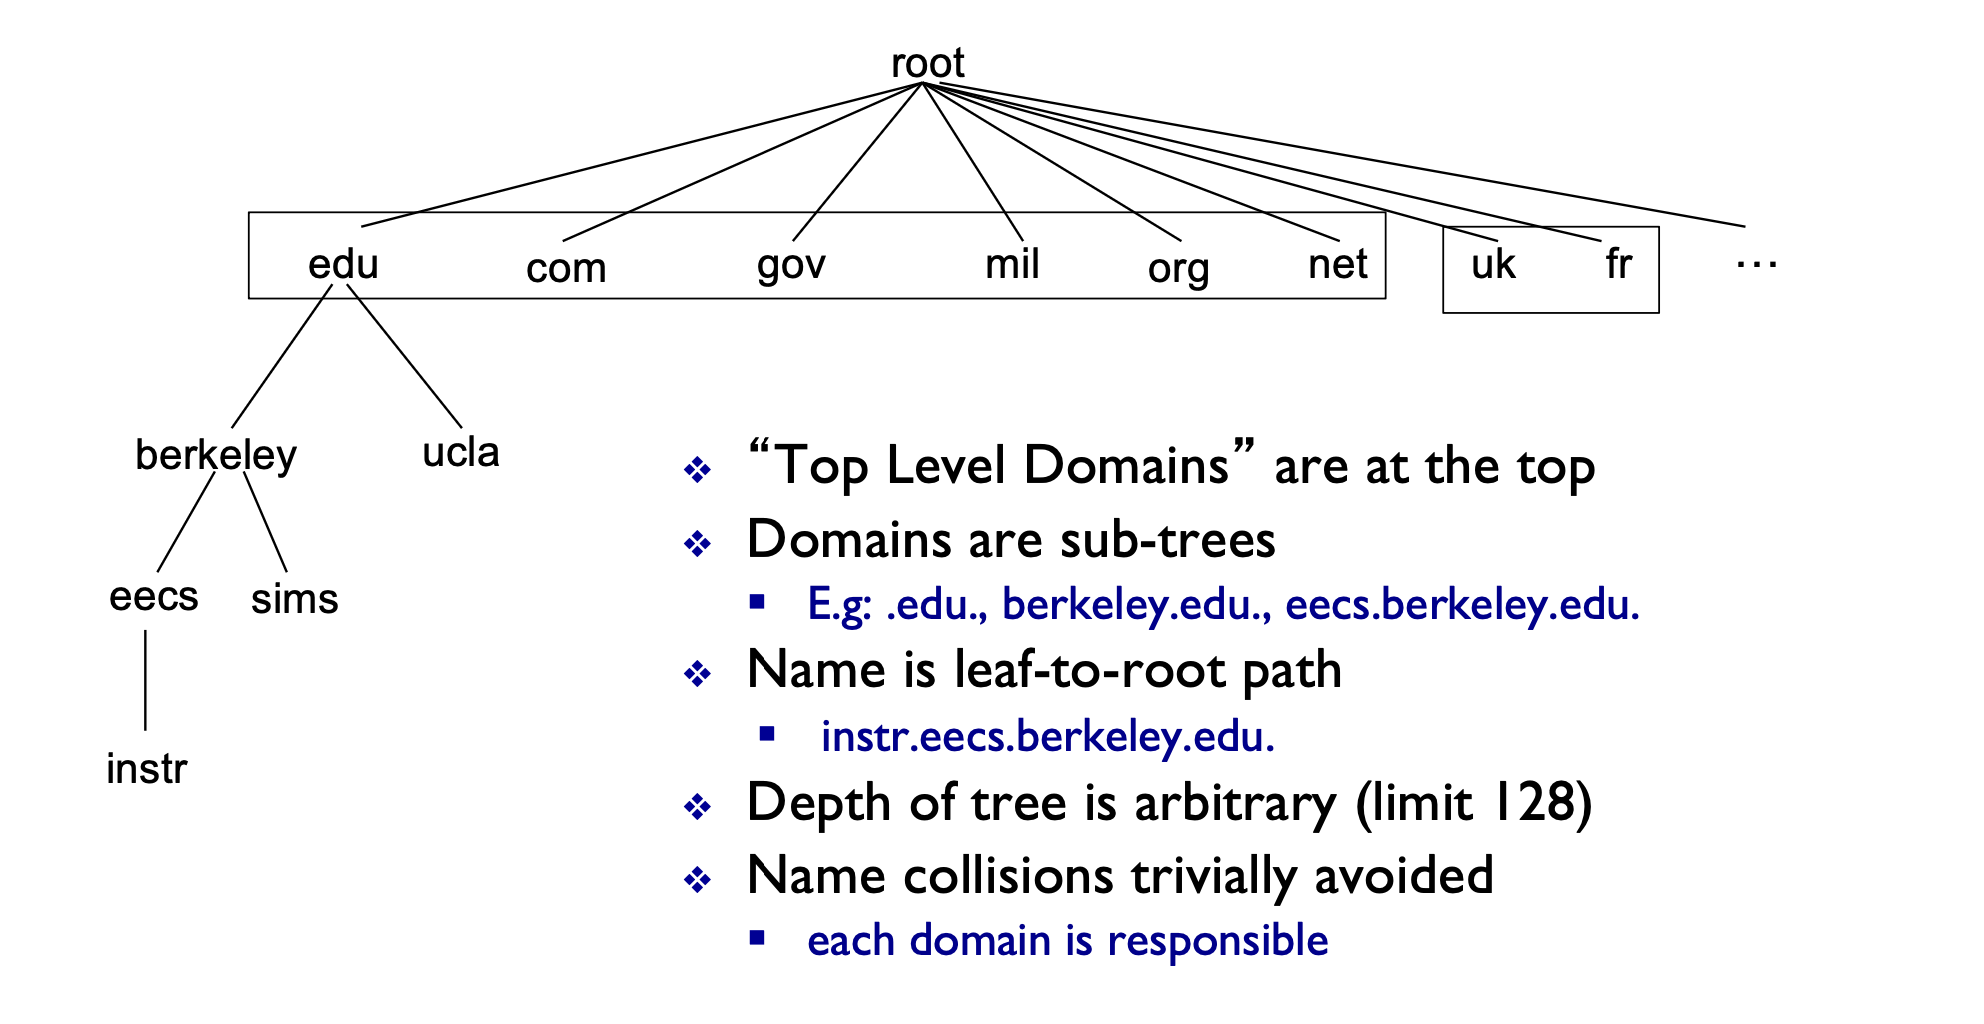 root
edu com gov mil org net uk fr …
berkeley ucla
eecs sims
instr
“Top Level Domains” are at the top
Domains are sub-trees
E.g: .edu., berkeley.edu., eecs.berkeley.edu.
Name is leaf-to-root path
instr.eecs.berkeley.edu.
Depth of tree is arbitrary (limit 128)
Name collisions trivially avoided
each domain is responsible